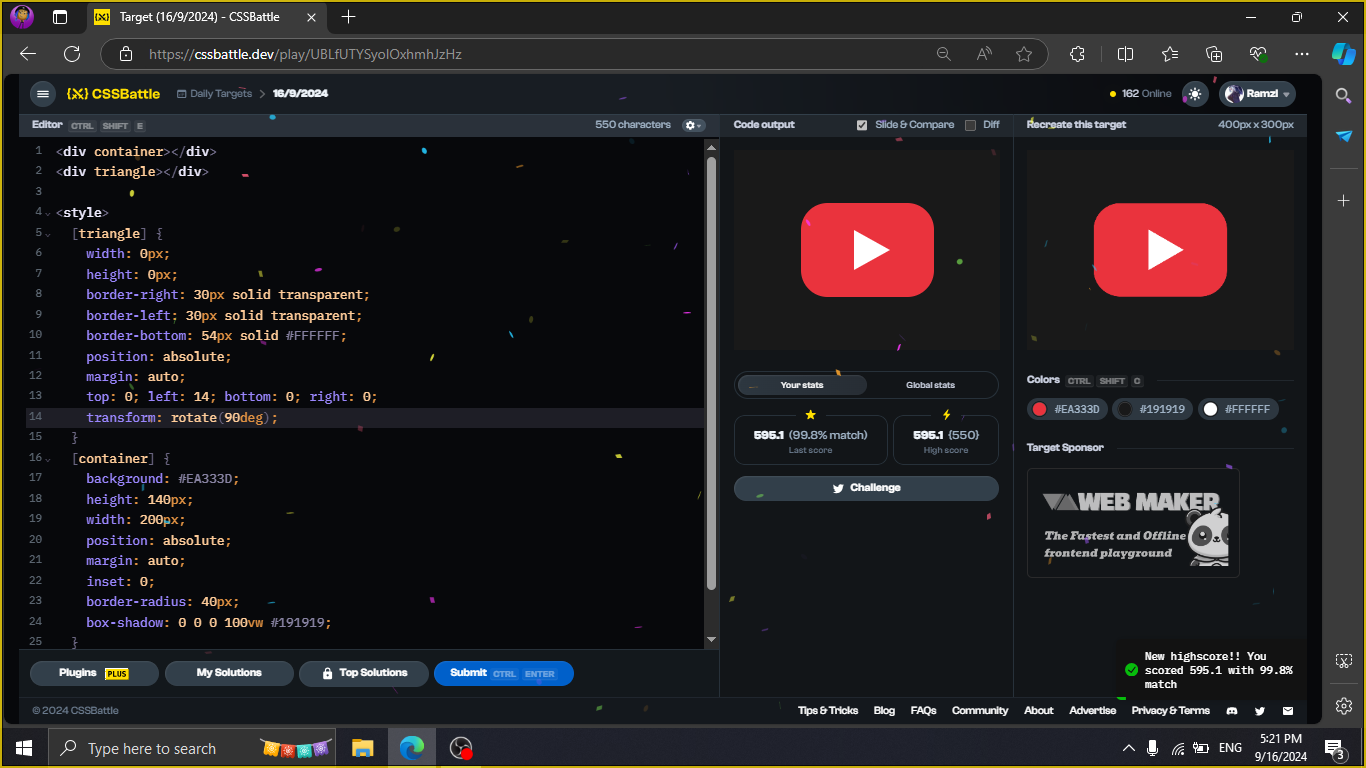 Target (16/9/2024) - CSSBattle
https://cssbattle.dev/play/UBLfUTYSyolOxhmhJzHz
{X} CSSBattle
Daily Targets > 16/9/2024
162 Online
Ramzi
Editor CTRL SHIFT E
550 characters
Code output
Slide & Compare
Diff
Recreate this target
400px x 300px
1 <div container></div>
2 <div triangle></div>
3
4 <style>
5 [triangle] {
6 width: 0px;
7 height: 0px;
8 border-right: 30px solid transparent;
9 border-left: 30px solid transparent;
10 border-bottom: 54px solid #FFFFFF;
11 position: absolute;
12 margin: auto;
13 top: 0; left: 14; bottom: 0; right: 0;
14 transform: rotate(90deg);
15 }
16 [container] {
17 background: #EA333D;
18 height: 140px;
19 width: 200px;
20 position: absolute;
21 margin: auto;
22 inset: 0;
23 border-radius: 40px;
24 box-shadow: 0 0 0 100vw #191919;
25 }
Your stats
Global stats
595.1 (99.8% match)
Last score
595.1 {550}
High score
Challenge
Colors CTRL SHIFT C
#EA333D
#191919
#FFFFFF
Target Sponsor
WEB MAKER
The Fastest and Offline
frontend playground
Plugins PLUS
My Solutions
Top Solutions
Submit CTRL ENTER
New highscore!! You
scored 595.1 with 99.8%
match
© 2024 CSSBattle
Tips & Tricks
Blog
FAQs
Community
About
Advertise
Privacy & Terms
Type here to search
ENG
5:21 PM
9/16/2024
3